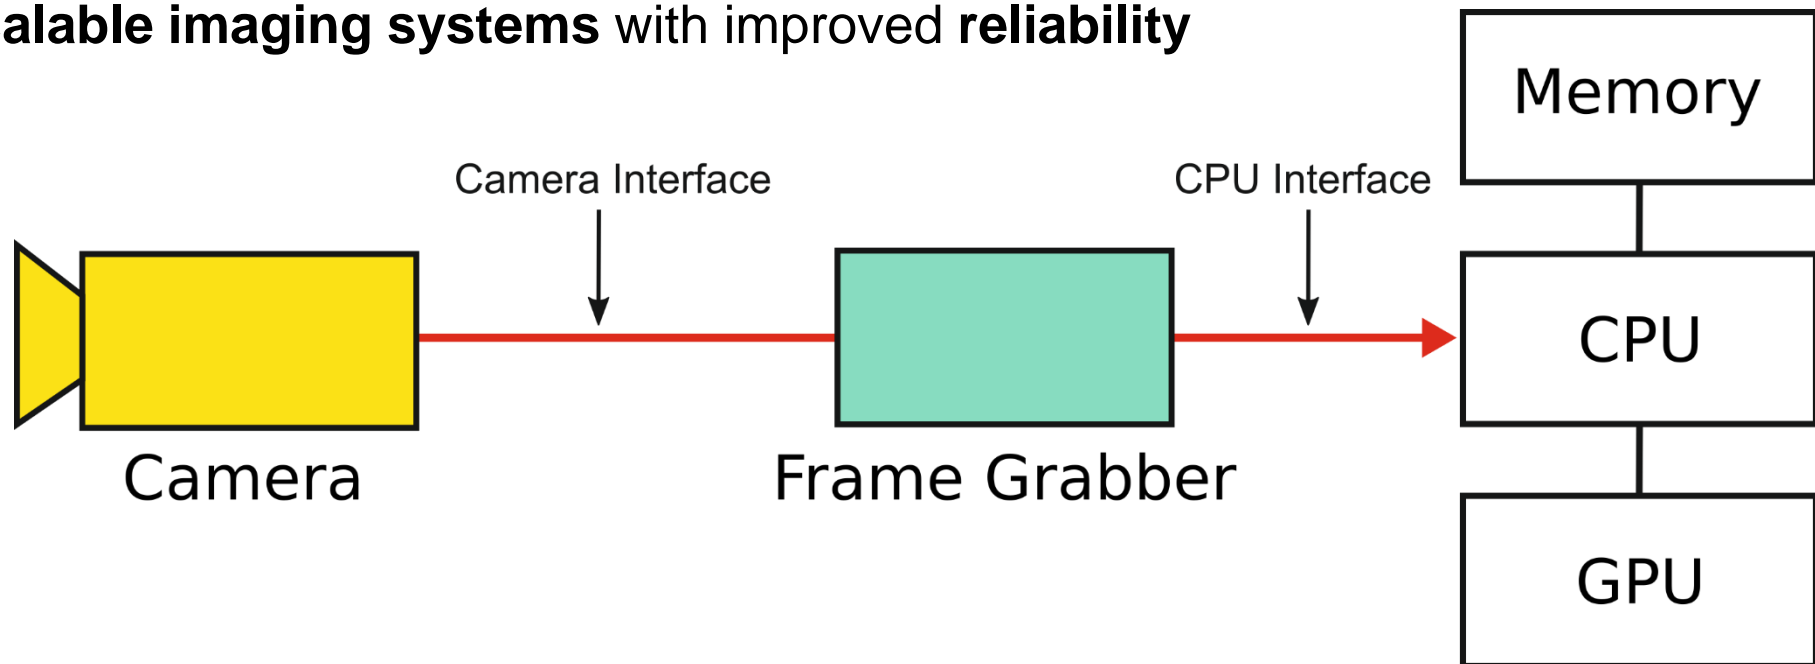 alable imaging systems with improved reliability
Memory
Camera Interface
CPU Interface
CPU
Camera
Frame Grabber
GPU